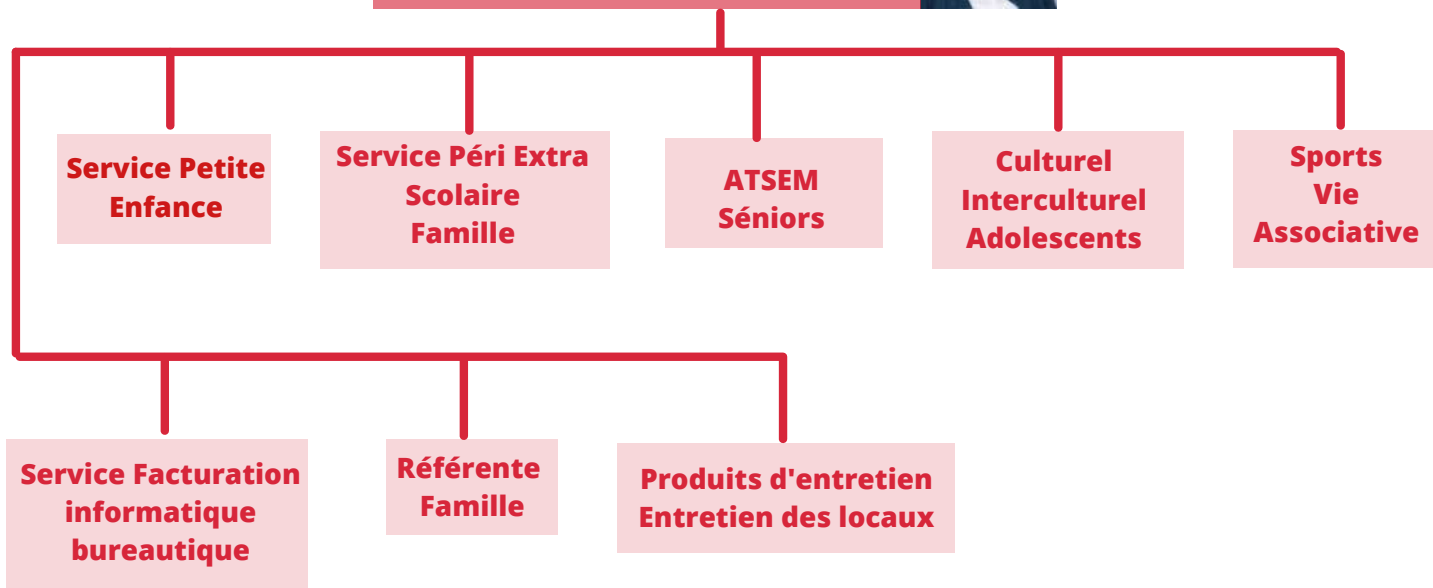 Service Petite
Enfance
Service Péri Extra
Scolaire
Famille
ATSEM
Séniors
Culturel
Interculturel
Adolescents
Sports
Vie
Associative
Service Facturation
informatique
bureautique
Référente
Famille
Produits d'entretien
Entretien des locaux